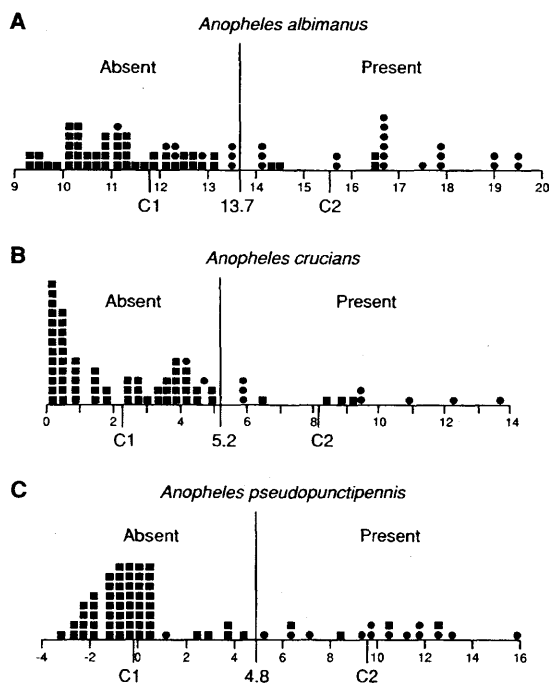 A
Anopheles albimanus
Absent Present
9 10 11 12 13 14 15 16 17 18 19 20
C1 13.7 C2
B
Anopheles crucians
Absent Present
0 2 4 6 8 10 12 14
C1 5.2 C2
C
Anopheles pseudopunctipennis
Absent Present
-4 -2 0 2 4 6 8 10 12 14 16
C1 4.8 C2